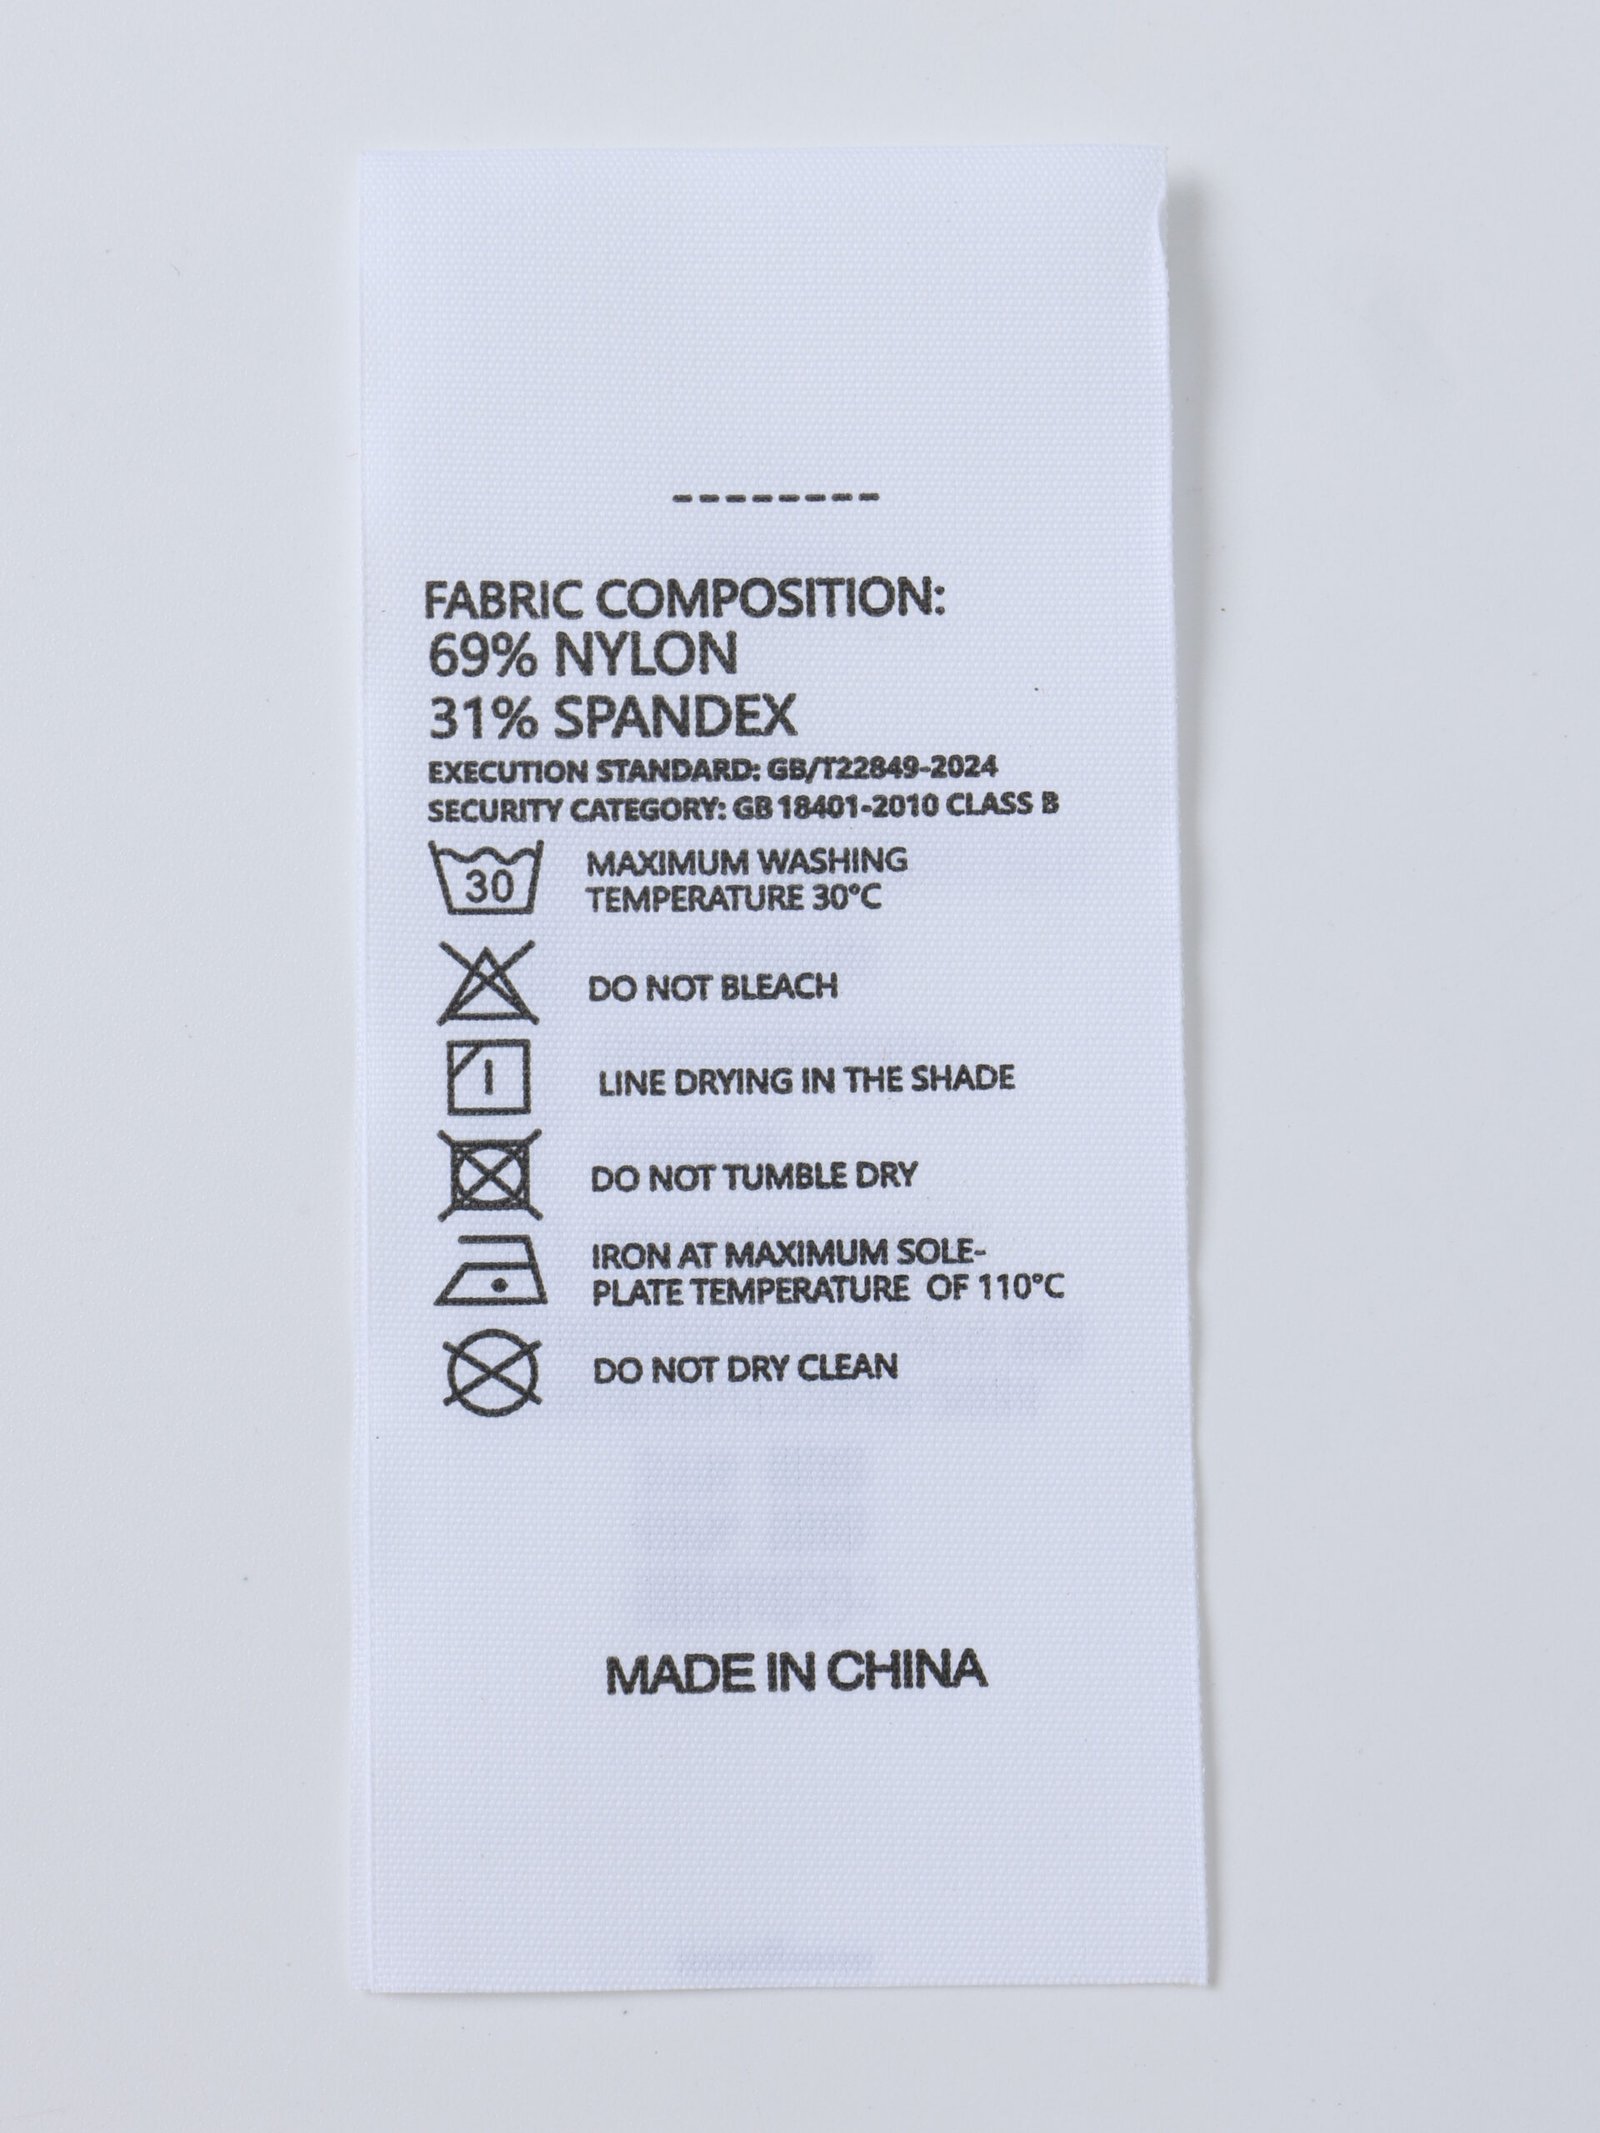 --------
FABRIC COMPOSITION:
69% NYLON
31% SPANDEX
EXECUTION STANDARD: GB/T22849-2024
SECURITY CATEGORY: GB 18401-2010 CLASS B
30 MAXIMUM WASHING
TEMPERATURE 30°C
DO NOT BLEACH
LINE DRYING IN THE SHADE
DO NOT TUMBLE DRY
IRON AT MAXIMUM SOLE-
PLATE TEMPERATURE OF 110°C
DO NOT DRY CLEAN
MADE IN CHINA